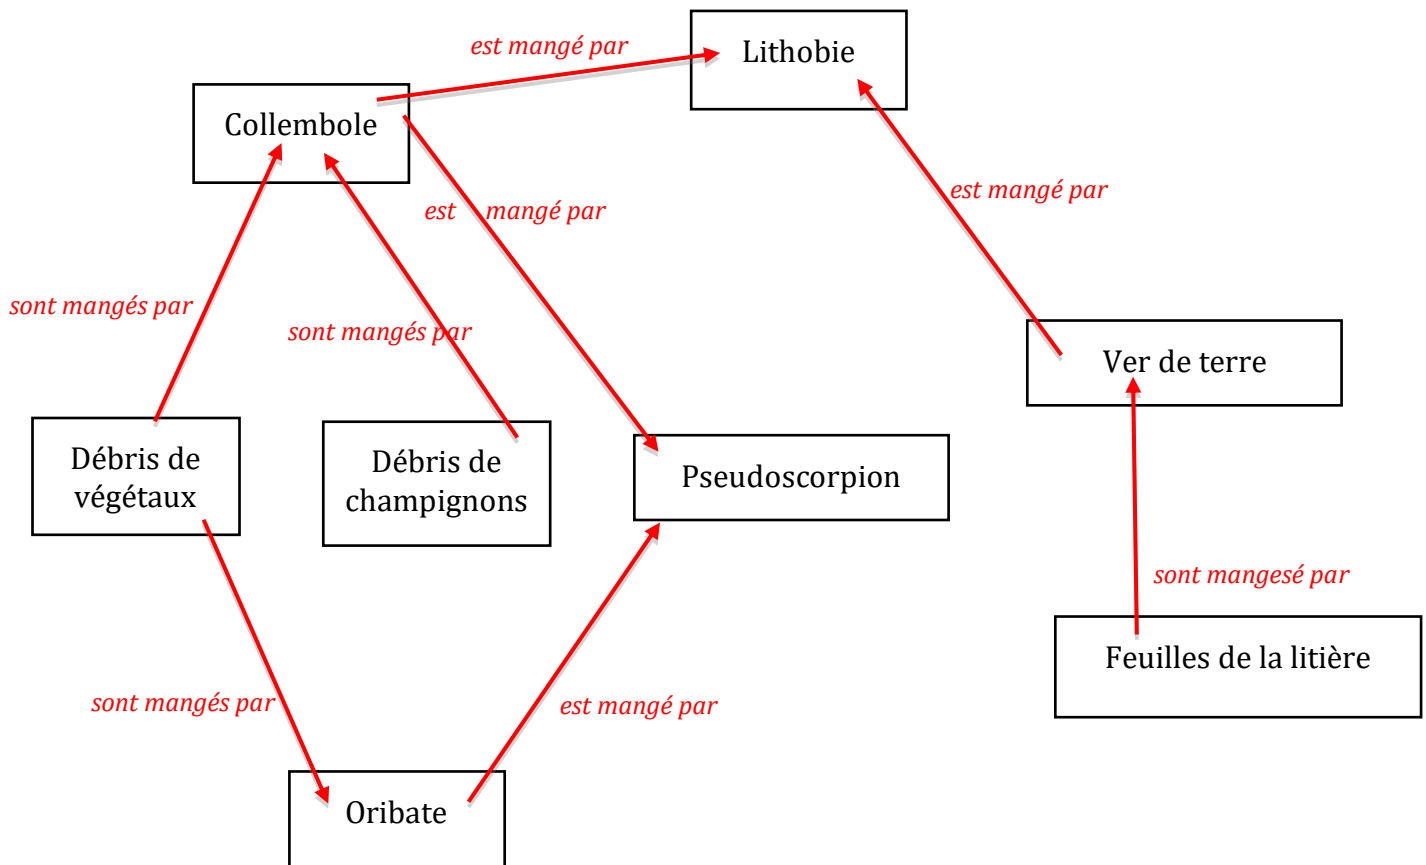 est mangé par
Lithobie
Collembole
est mangé par
est mangé par
sont mangés par
sont mangés par
Ver de terre
Débris de
végétaux
Débris de
champignons
Pseudoscorpion
sont mangesé par
Feuilles de la litière
sont mangés par
est mangé par
Oribate